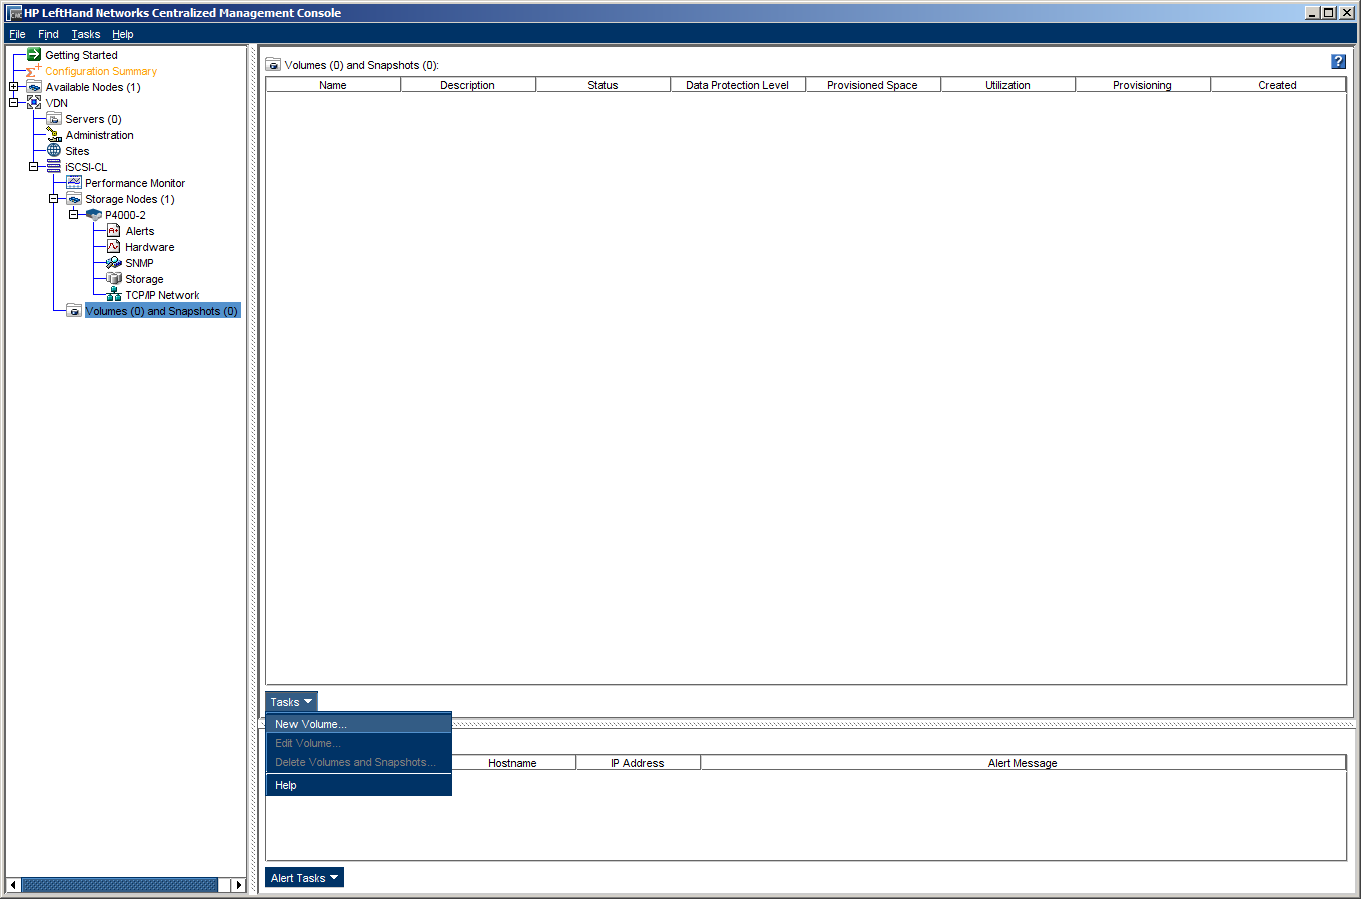 HP LeftHand Networks Centralized Management Console
File Find Tasks Help
Getting Started
Configuration Summary
Available Nodes (1)
VDN
Servers (0)
Administration
Sites
iSCSI-CL
Performance Monitor
Storage Nodes (1)
P4000-2
Alerts
Hardware
SNMP
Storage
TCP/IP Network
Volumes (0) and Snapshots (0)
Volumes (0) and Snapshots (0):
Name Description Status Data Protection Level Provisioned Space Utilization Provisioning Created
Tasks
New Volume...
Edit Volume...
Delete Volumes and Snapshots...
Help
Hostname IP Address Alert Message
Alert Tasks